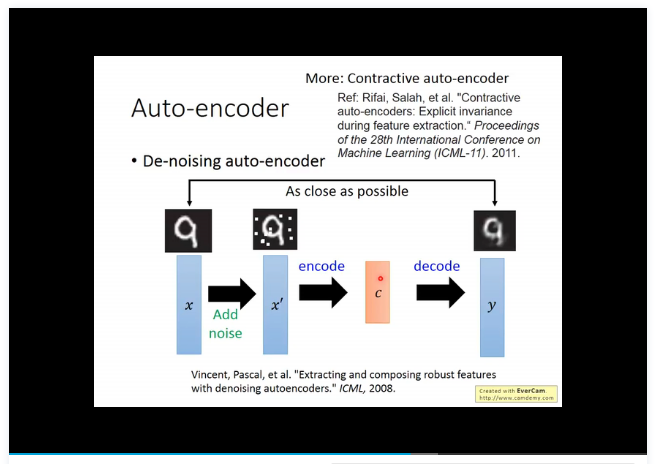 More: Contractive auto-encoder
Auto-encoder
Ref: Rifai, Salah, et al. "Contractive
auto-encoders: Explicit invariance
during feature extraction." Proceedings
of the 28th International Conference on
Machine Learning (ICML-11). 2011.
• De-noising auto-encoder
As close as possible
encode
decode
x
x′
c
y
Add
noise
Vincent, Pascal, et al. "Extracting and composing robust features
with denoising autoencoders." ICML, 2008.
Created with EverCam
http://www.camdemy.com